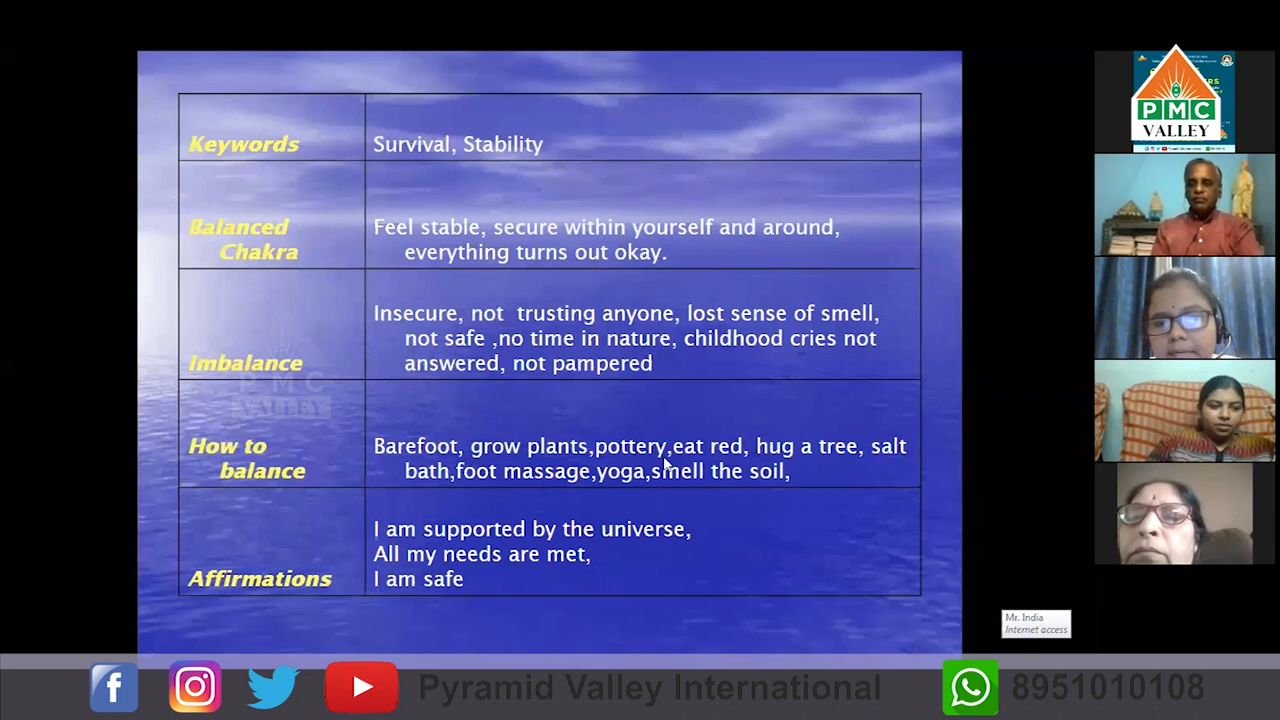 Keywords
Survival, Stability
Balanced
Chakra
Feel stable, secure within yourself and around,
everything turns out okay.
Imbalance
Insecure, not  trusting anyone, lost sense of smell,
not safe ,no time in nature, childhood cries not
answered, not pampered
How to
balance
Barefoot, grow plants,pottery,eat red, hug a tree, salt
bath,foot massage,yoga,smell the soil,
Affirmations
I am supported by the universe,
All my needs are met,
I am safe
PMC
VALLEY
PMC
VALLEY
Mr. India
Internet access
Pyramid Valley International
8951010108